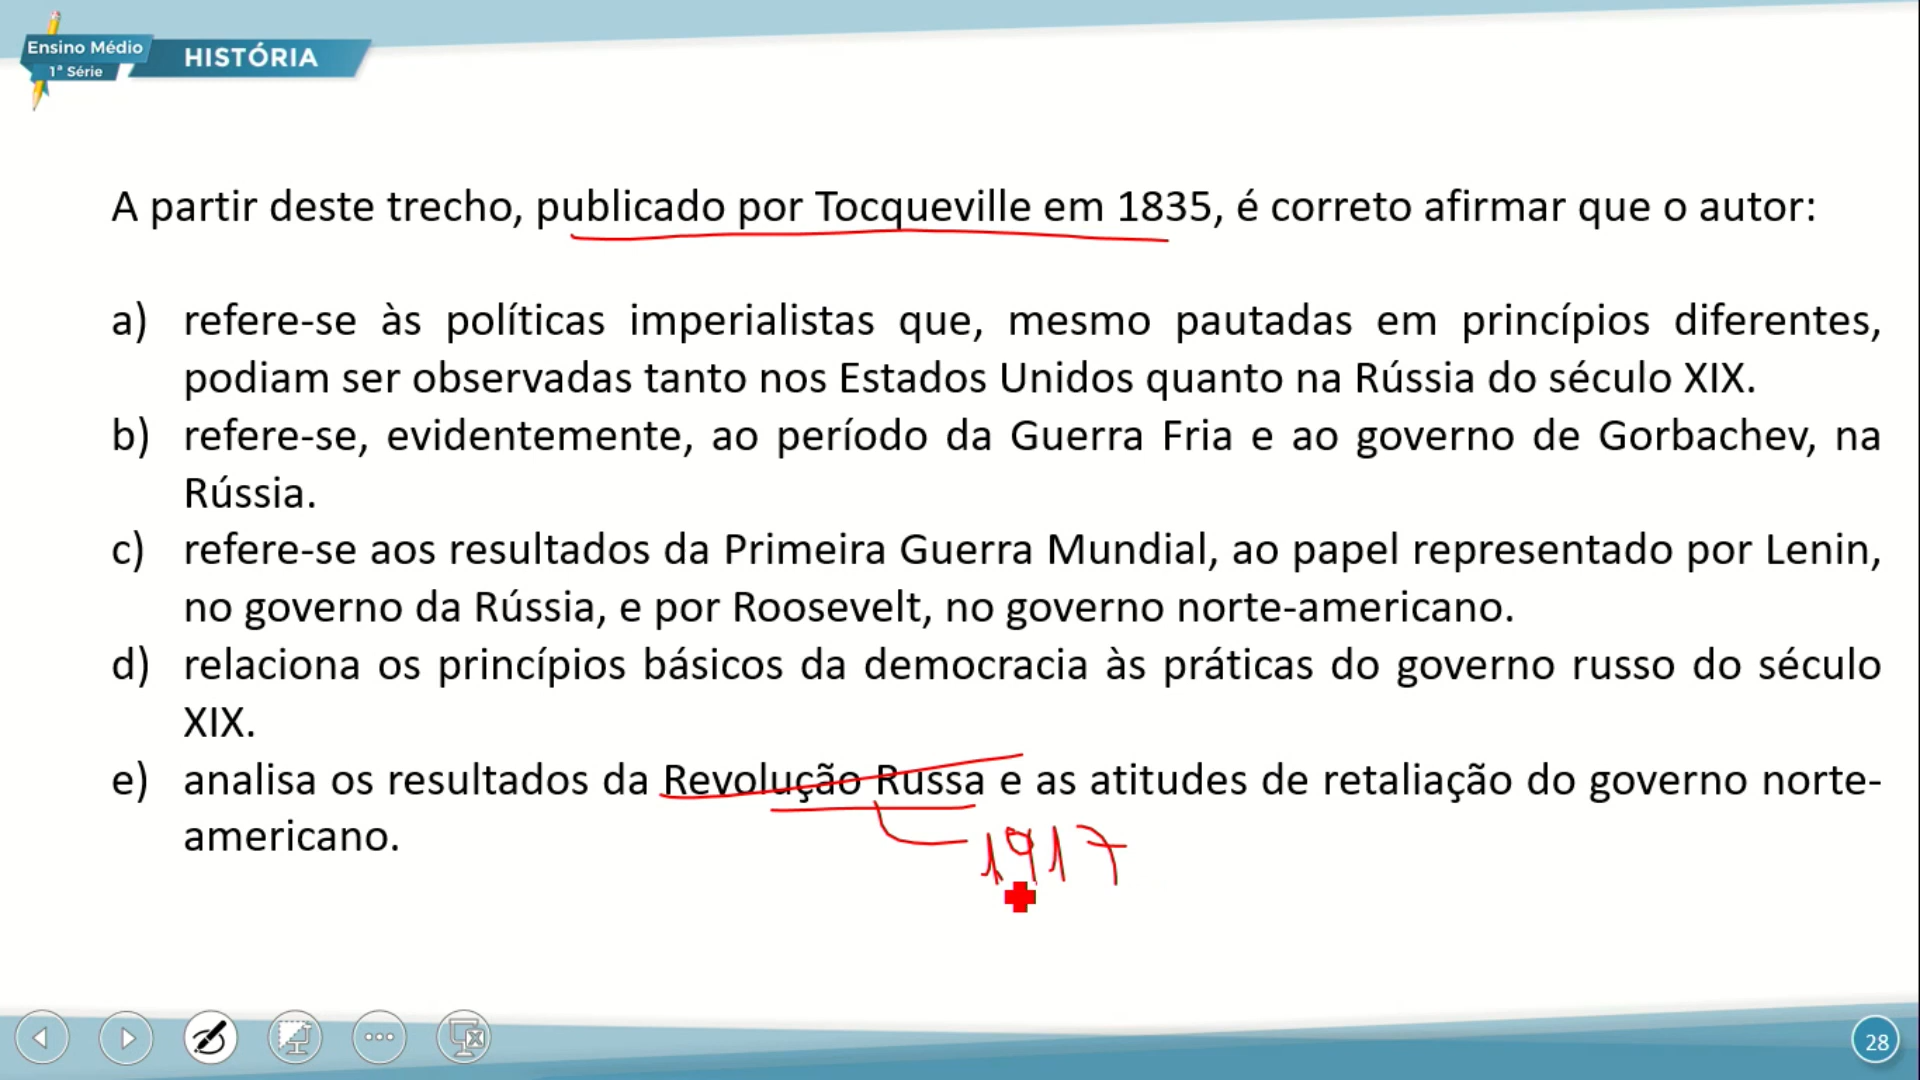 Ensino Médio
1ª Série
HISTÓRIA
A partir deste trecho, publicado por Tocqueville em 1835, é correto afirmar que o autor:
a) refere-se às políticas imperialistas que, mesmo pautadas em princípios diferentes,
podiam ser observadas tanto nos Estados Unidos quanto na Rússia do século XIX.
b) refere-se, evidentemente, ao período da Guerra Fria e ao governo de Gorbachev, na
Rússia.
c) refere-se aos resultados da Primeira Guerra Mundial, ao papel representado por Lenin,
no governo da Rússia, e por Roosevelt, no governo norte-americano.
d) relaciona os princípios básicos da democracia às práticas do governo russo do século
XIX.
e) analisa os resultados da Revolução Russa e as atitudes de retaliação do governo norte-
americano.
1917
28